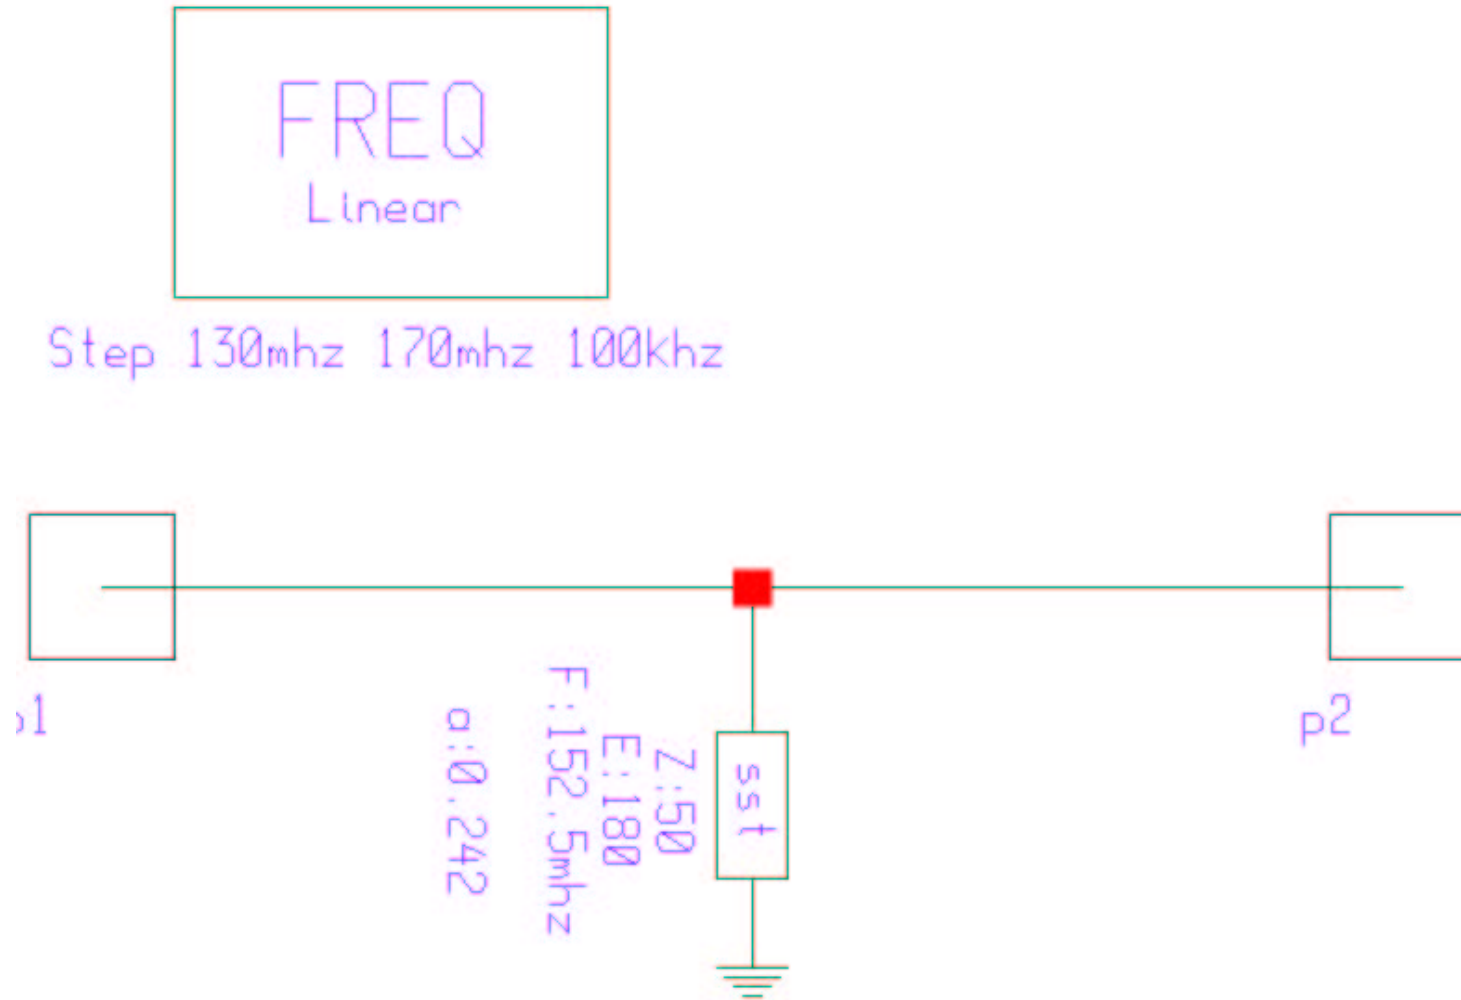 FREQ
Linear
Step 130mhz 170mhz 100khz
p2
sst
Z:50
E:180
F:152.5mhz
a:0.242